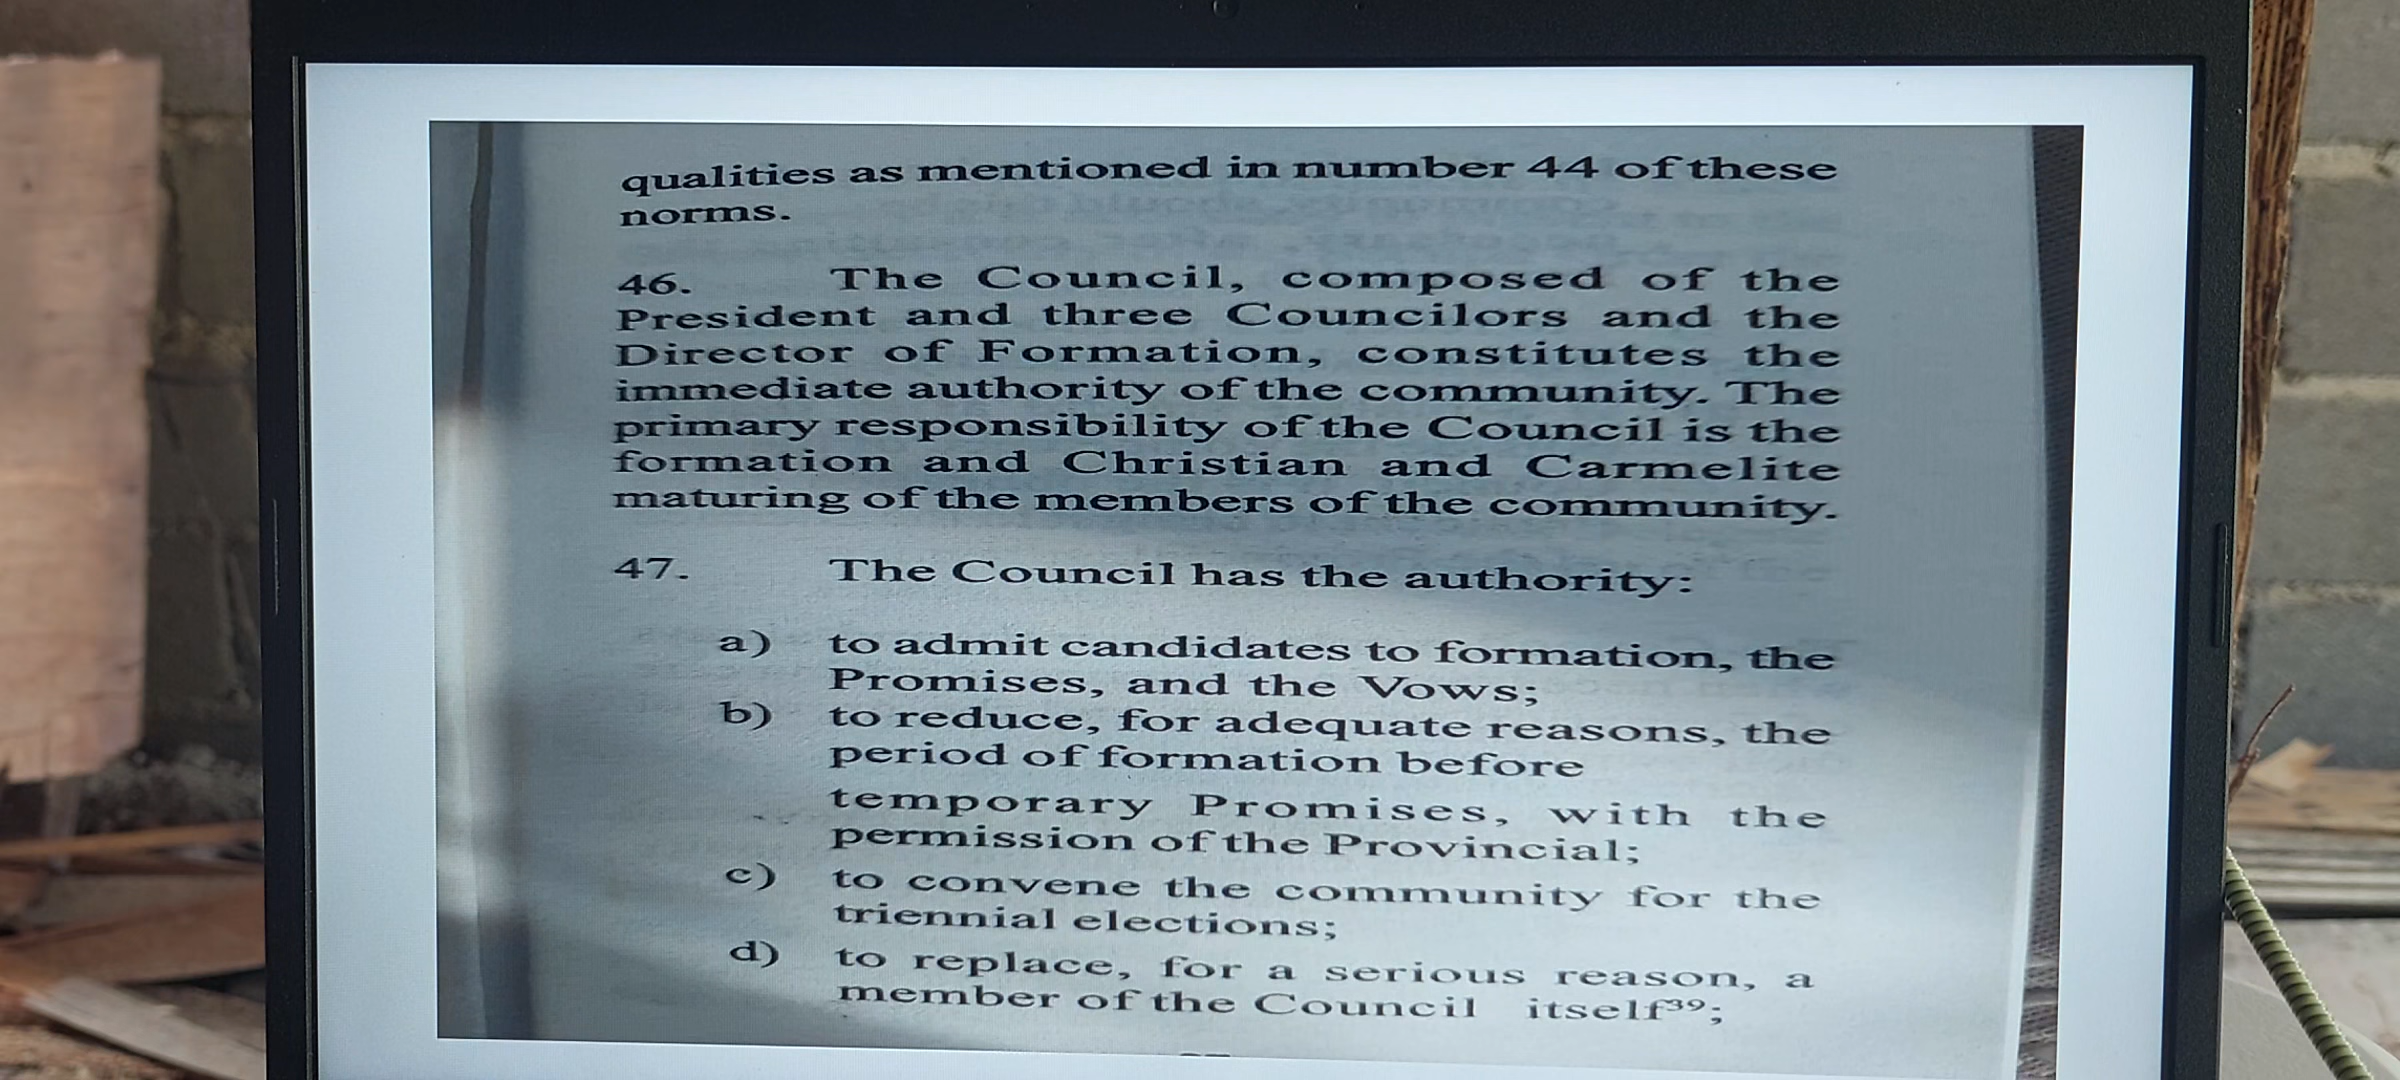 qualities as mentioned in number 44 of these
norms.
46. The Council, composed of the
President and three Councilors and the
Director of Formation, constitutes the
immediate authority of the community. The
primary responsibility of the Council is the
formation and Christian and Carmelite
maturing of the members of the community.
47. The Council has the authority:
a) to admit candidates to formation, the
Promises, and the Vows;
b) to reduce, for adequate reasons, the
period of formation before
temporary Promises, with the
permission of the Provincial;
c) to convene the community for the
triennial elections;
d) to replace, for a serious reason, a
member of the Council itself³⁹;